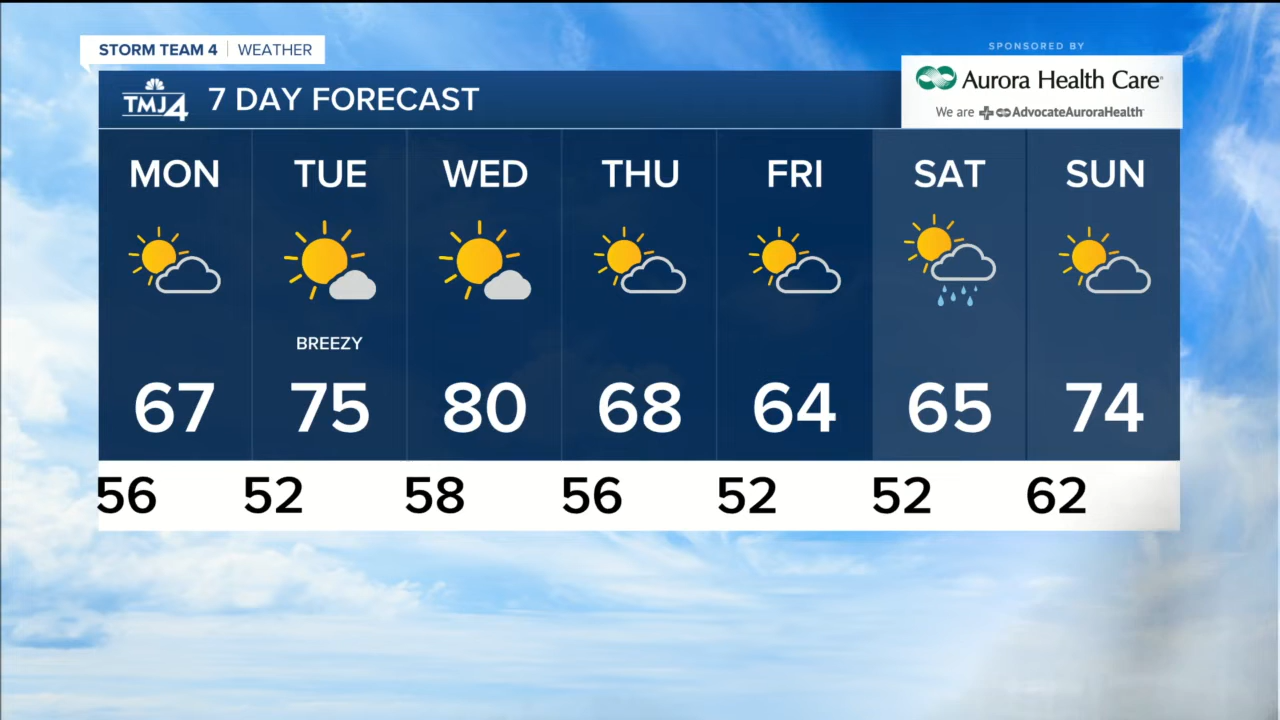 SPONSORED BY
STORM TEAM 4 | WEATHER
Aurora Health Care®
We are AdvocateAuroraHealth™
TMJ4 7 DAY FORECAST
MON TUE WED THU FRI SAT SUN
BREEZY
67 75 80 68 64 65 74
56 52 58 56 52 52 62